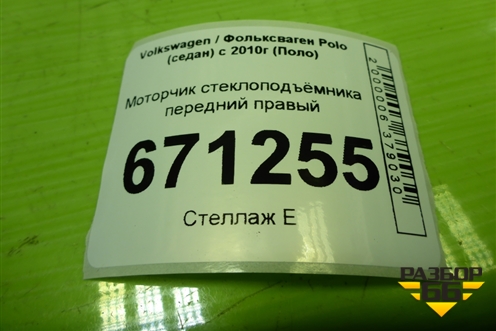 Volkswagen / Фольксваген Polo
(седан) с 2010г (Поло)
Моторчик стеклоподъёмника
передний правый
671255
Стеллаж Е
2000006379030
РАЗБОР
66